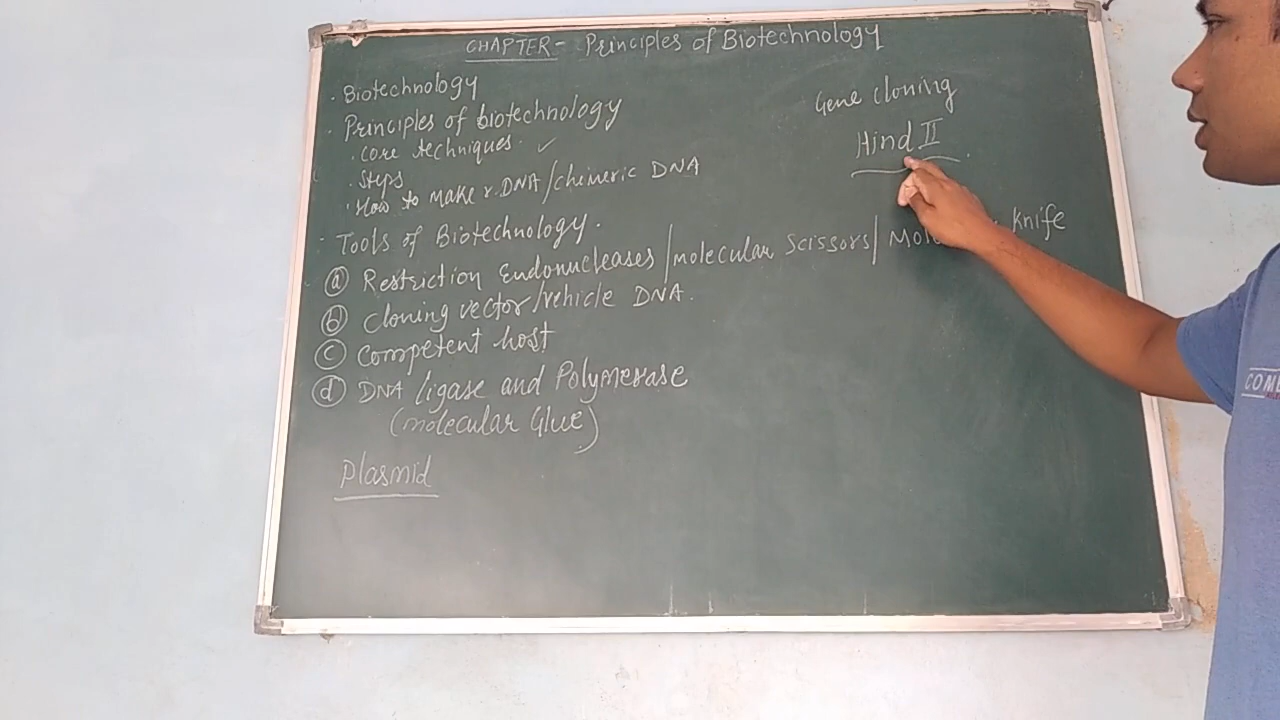 CHAPTER - Principles of Biotechnology
· Biotechnology
· Principles of biotechnology
· core techniques. ✓
· Steps
· How to make r.DNA/chimeric DNA
· Tools of Biotechnology.
ⓐ Restriction Endonucleases/molecular Scissors/ Knife
ⓑ Cloning vector/vehicle DNA.
ⓒ Competent host
ⓓ DNA ligase and Polymerase
(molecular Glue)
Plasmid
Gene cloning
Hind II